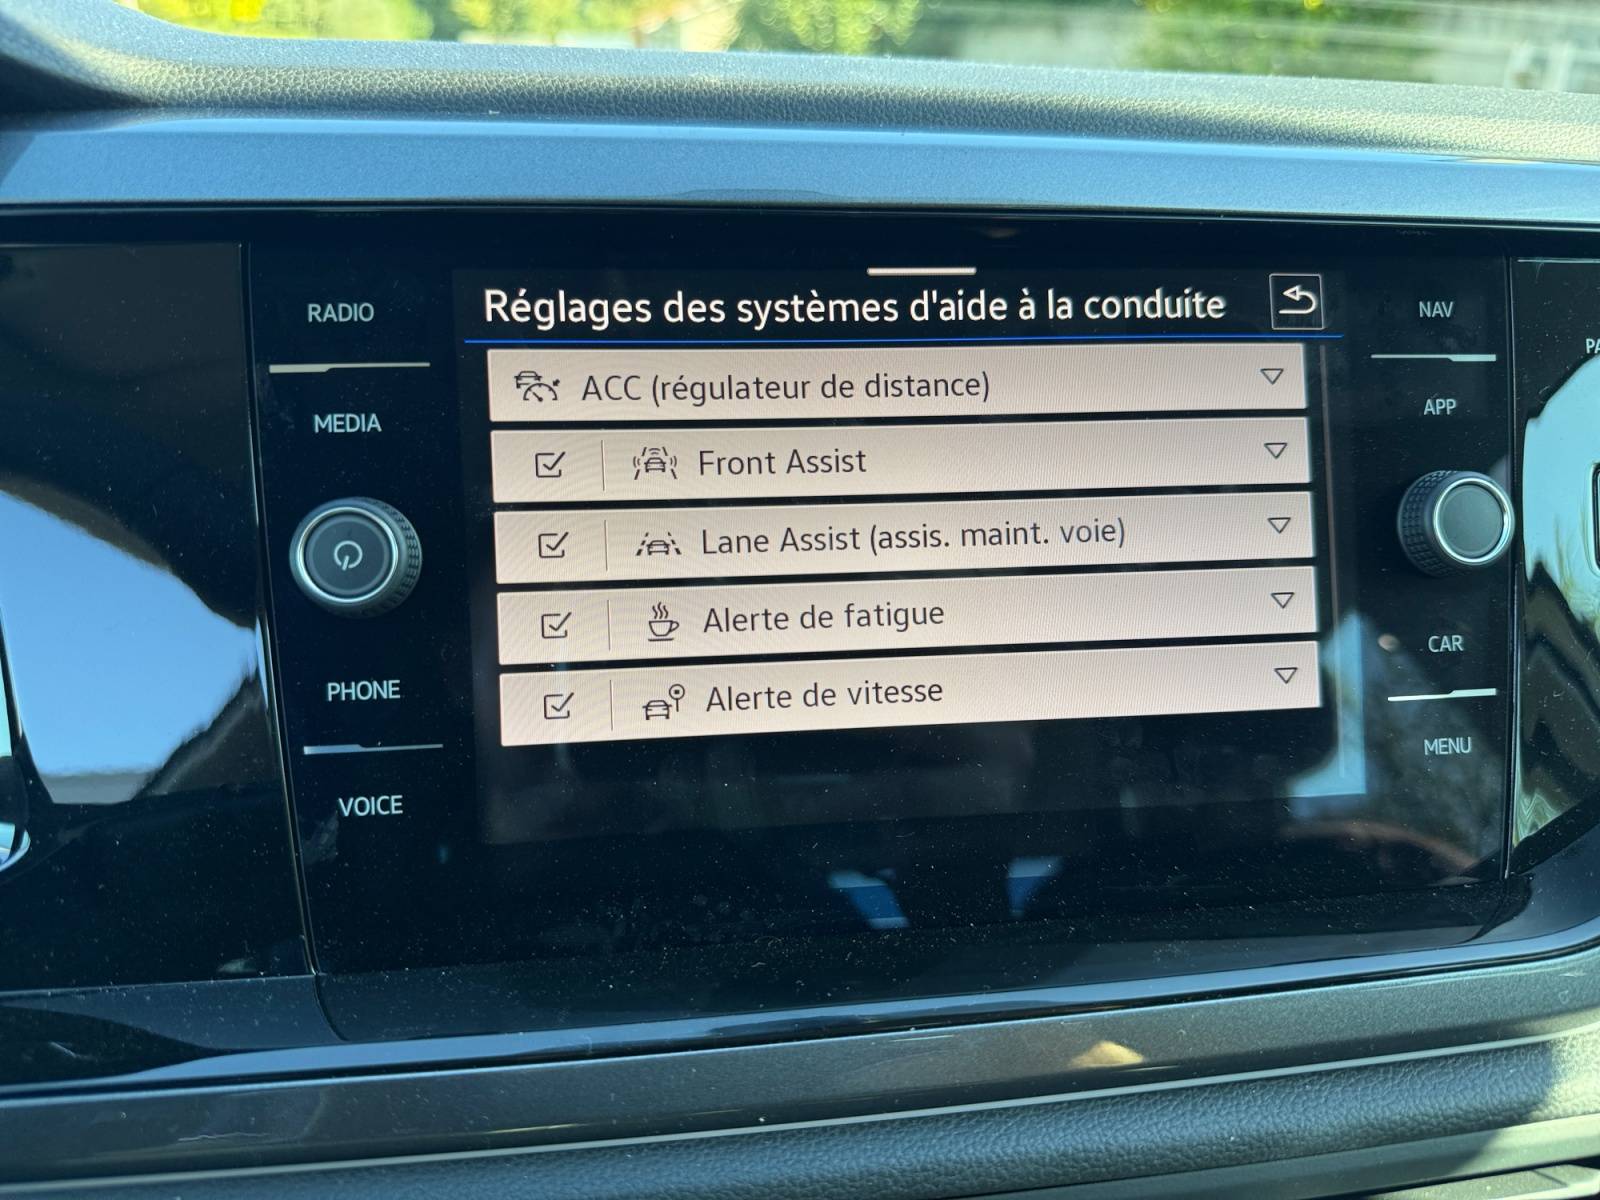 RADIO
MEDIA
PHONE
VOICE
Réglages des systèmes d'aide à la conduite
ACC (régulateur de distance)
Front Assist
Lane Assist (assis. maint. voie)
Alerte de fatigue
Alerte de vitesse
NAV
APP
CAR
MENU